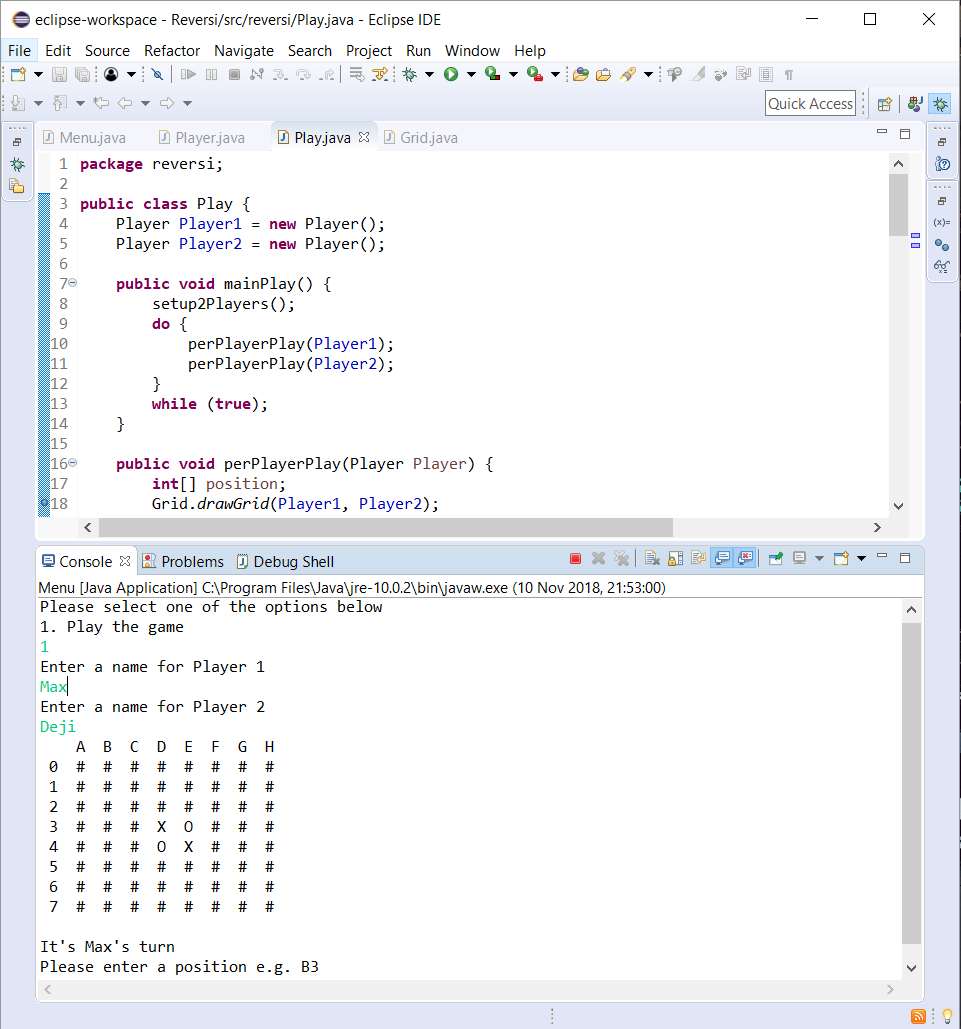 eclipse-workspace - Reversi/src/reversi/Play.java - Eclipse IDE
File Edit Source Refactor Navigate Search Project Run Window Help
Quick Access
Menu.java Player.java Play.java Grid.java
1 package reversi;
2
3 public class Play {
4     Player Player1 = new Player();
5     Player Player2 = new Player();
6
7     public void mainPlay() {
8         setup2Players();
9         do {
10             perPlayerPlay(Player1);
11             perPlayerPlay(Player2);
12         }
13         while (true);
14     }
15
16     public void perPlayerPlay(Player Player) {
17         int[] position;
18         Grid.drawGrid(Player1, Player2);
Console Problems Debug Shell
Menu [Java Application] C:\Program Files\Java\jre-10.0.2\bin\javaw.exe (10 Nov 2018, 21:53:00)
Please select one of the options below
1. Play the game
1
Enter a name for Player 1
Max
Enter a name for Player 2
Deji
A B C D E F G H
0 # # # # # # # #
1 # # # # # # # #
2 # # # # # # # #
3 # # # X O # # #
4 # # # O X # # #
5 # # # # # # # #
6 # # # # # # # #
7 # # # # # # # #
It's Max's turn
Please enter a position e.g. B3